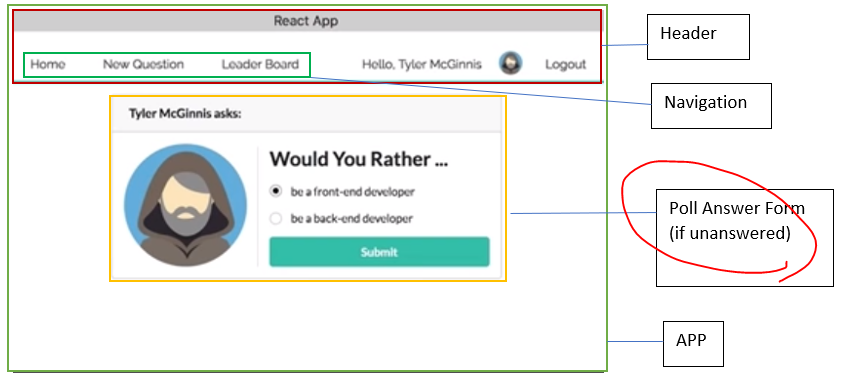 React App
Home New Question Leader Board Hello, Tyler McGinnis Logout
Header
Navigation
Tyler McGinnis asks:
Would You Rather ...
be a front-end developer
be a back-end developer
Submit
Poll Answer Form
(if unanswered)
APP